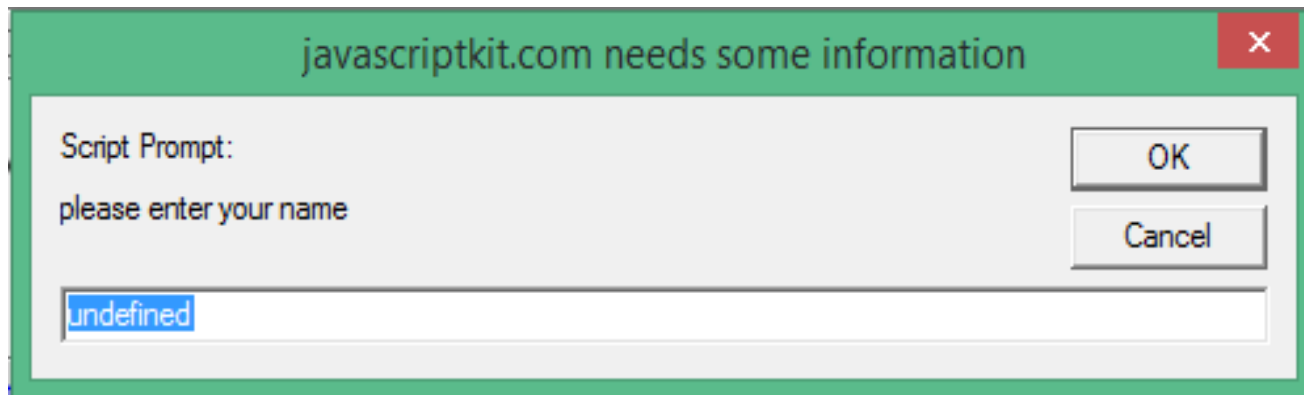 javascriptkit.com needs some information
Script Prompt:
OK
please enter your name
Cancel
undefined